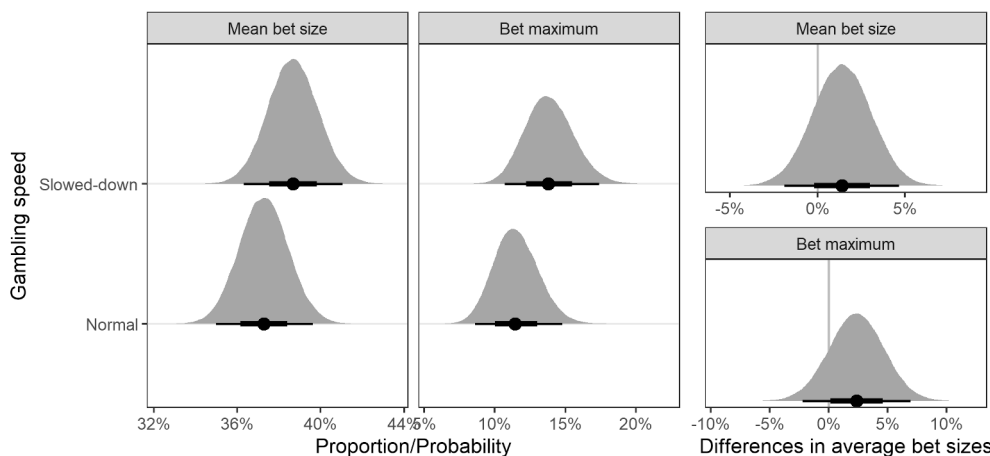 Mean bet size
Bet maximum
Mean bet size
Gambling speed
Slowed-down
Normal
-5% 0% 5%
Bet maximum
32% 36% 40% 44%
5% 10% 15% 20%
-10% -5% 0% 5% 10%
Proportion/Probability
Differences in average bet sizes